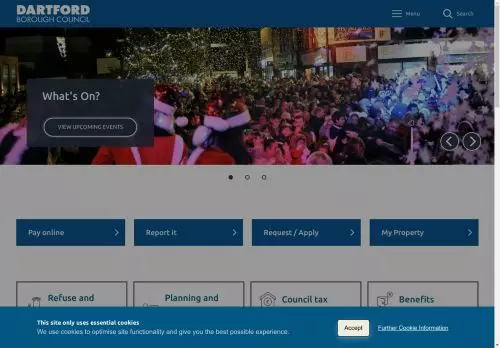 DARTFORD
BOROUGH COUNCIL
Menu
Search
What's On?
VIEW UPCOMING EVENTS
Pay online
Report it
Request / Apply
My Property
Refuse and
Planning and
Council tax
Benefits
This site only uses essential cookies
We use cookies to optimise site functionality and give you the best possible experience.
Accept
Further Cookie Information